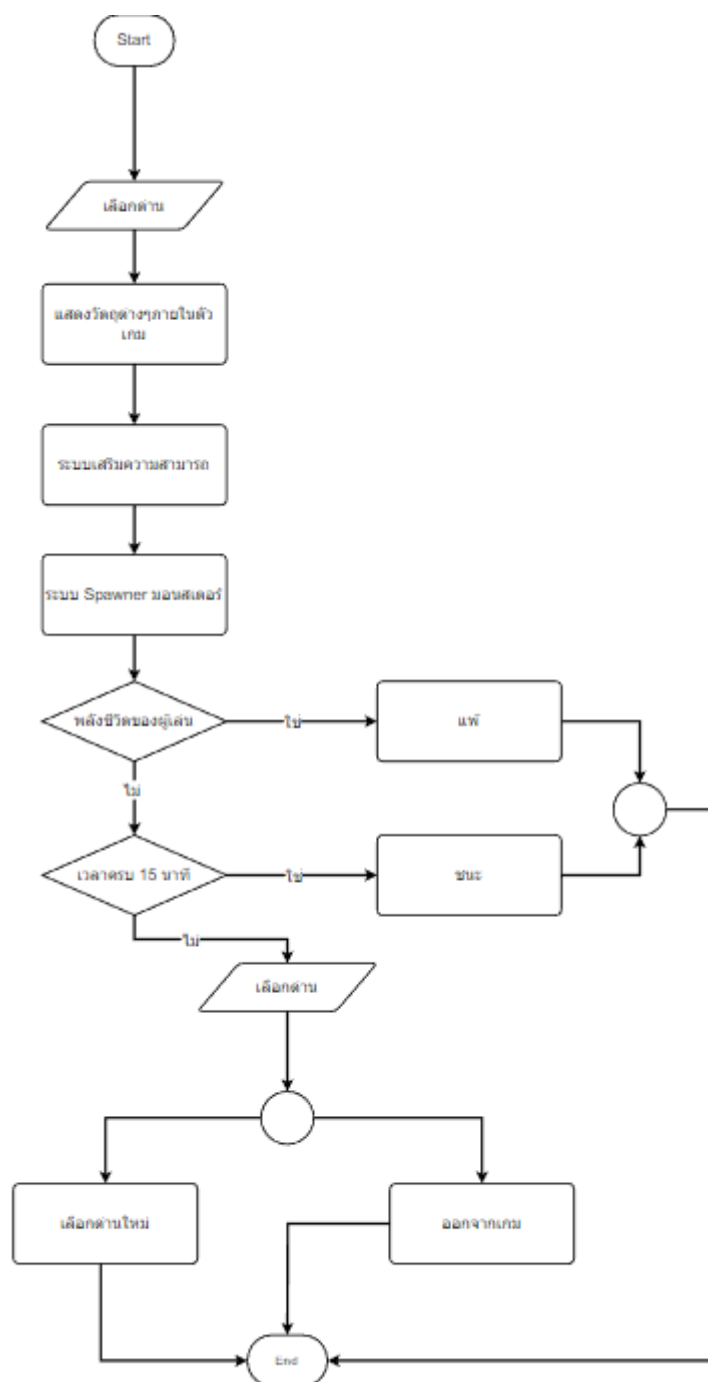 Start
เลือกด่าน
แสดงวัตถุต่างๆภายในตัว
เกม
ระบบเสริมความสามารถ
ระบบ Spawner มอนสเตอร์
พลังชีวิตของผู้เล่น
ใช่
แพ้
ไม่
เวลาครบ 15 นาที
ใช่
ชนะ
ไม่
เลือกด่าน
เลือกด่านใหม่
ออกจากเกม
End